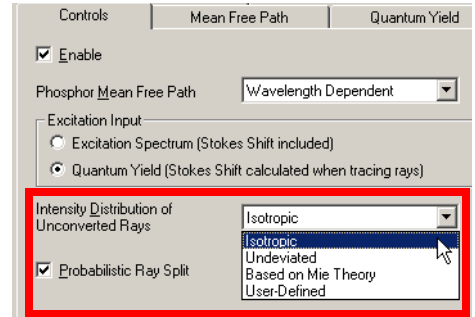 Controls Mean Free Path Quantum Yield
Enable
Phosphor Mean Free Path Wavelength Dependent
Excitation Input
Excitation Spectrum (Stokes Shift included)
Quantum Yield (Stokes Shift calculated when tracing rays)
Intensity Distribution of
Unconverted Rays
Isotropic
Isotropic
Undeviated
Based on Mie Theory
User-Defined
Probabilistic Ray Split